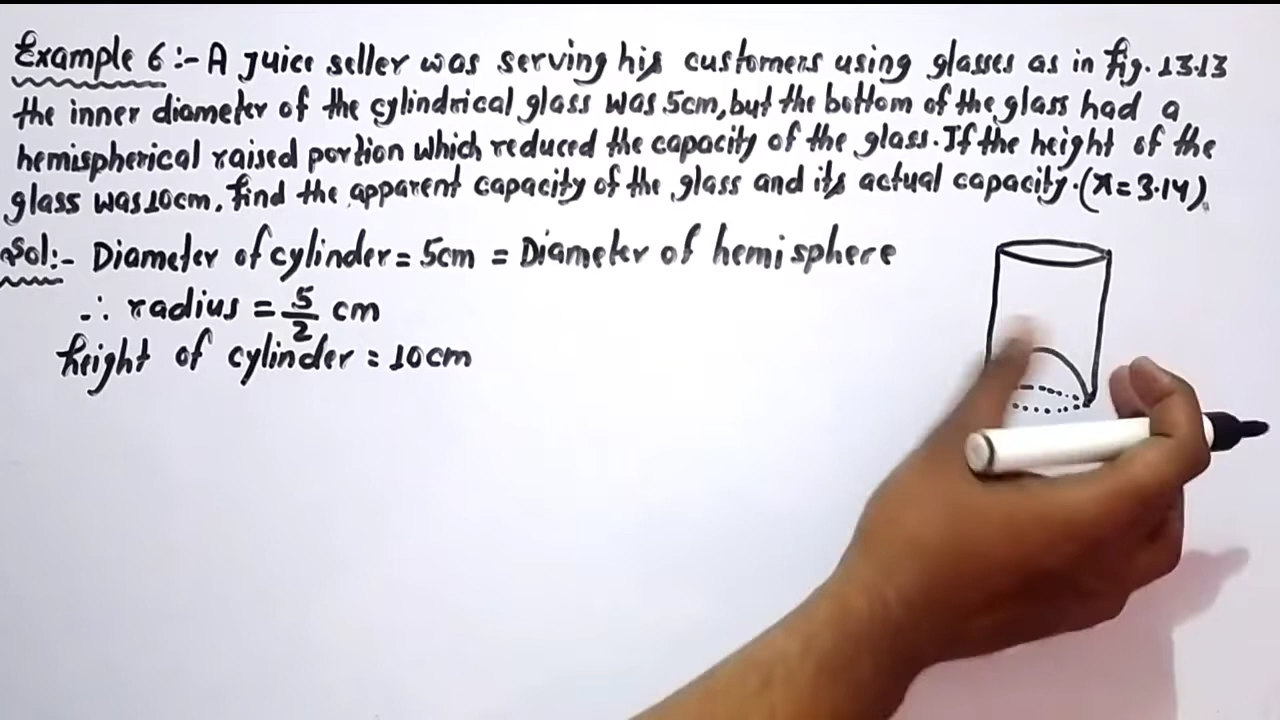 Example 6:- A juice seller was serving his customers using glasses as in fig. 13.13
the inner diameter of the cylindrical glass was 5cm, but the bottom of the glass had a
hemispherical raised portion which reduced the capacity of the glass. If the height of the
glass was 10cm, find the apparent capacity of the glass and its actual capacity. (π = 3.14).
Sol:- Diameter of cylinder = 5cm = Diameter of hemisphere
∴ radius = 5/2 cm
height of cylinder = 10cm